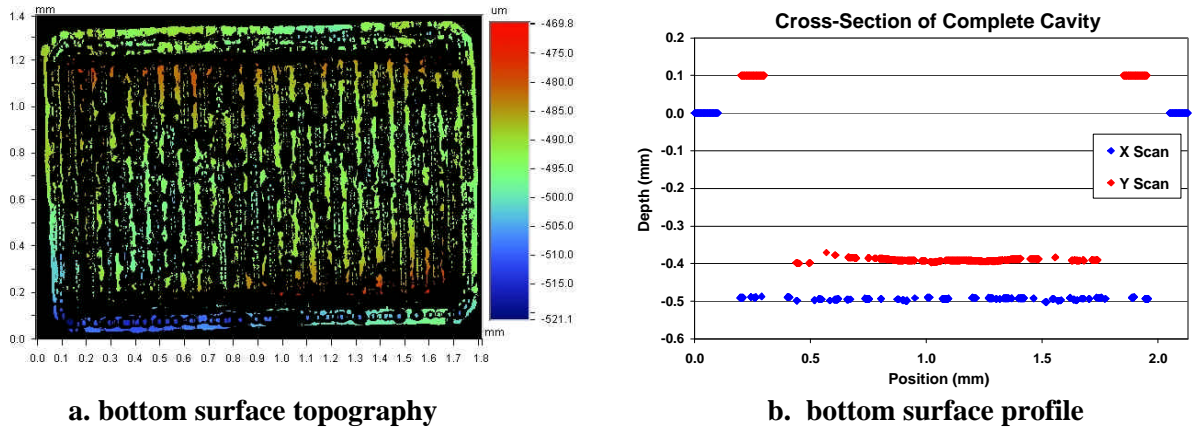 mm
1.4
1.2
1.0
0.8
0.6
0.4
0.2
0.0
0.0 0.1 0.2 0.3 0.4 0.5 0.6 0.7 0.8 0.9 1.0 1.1 1.2 1.3 1.4 1.5 1.6 1.7 1.8
mm
um
-469.8
-475.0
-480.0
-485.0
-490.0
-495.0
-500.0
-505.0
-510.0
-515.0
-521.1
a. bottom surface topography
Cross-Section of Complete Cavity
0.2
0.1
0.0
-0.1
-0.2
-0.3
-0.4
-0.5
-0.6
Depth (mm)
X Scan
Y Scan
0.0 0.5 1.0 1.5 2.0
Position (mm)
b. bottom surface profile